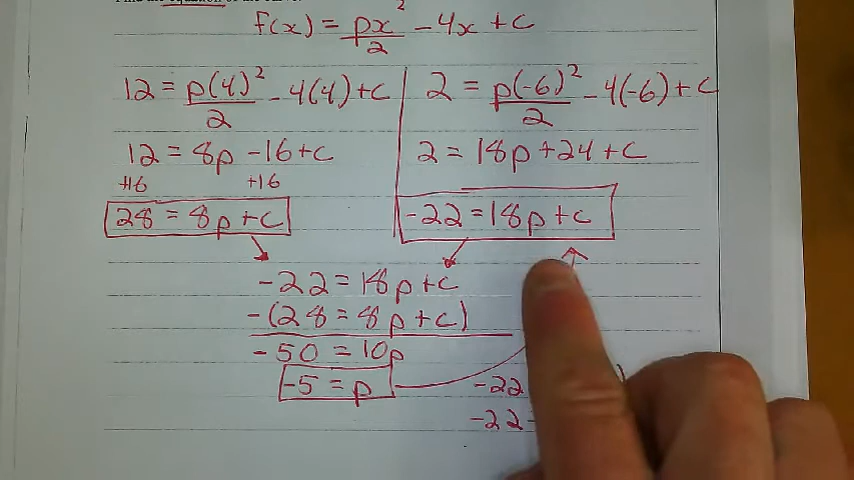 f(x) = px²/2 - 4x + c
12 = p(4)²/2 - 4(4) + c
12 = 8p - 16 + c
+16 +16
28 = 8p + c
2 = p(-6)²/2 - 4(-6) + c
2 = 18p + 24 + c
-22 = 18p + c
-22 = 18p + c
-(28 = 8p + c)
-50 = 10p
-5 = p
-22
-22